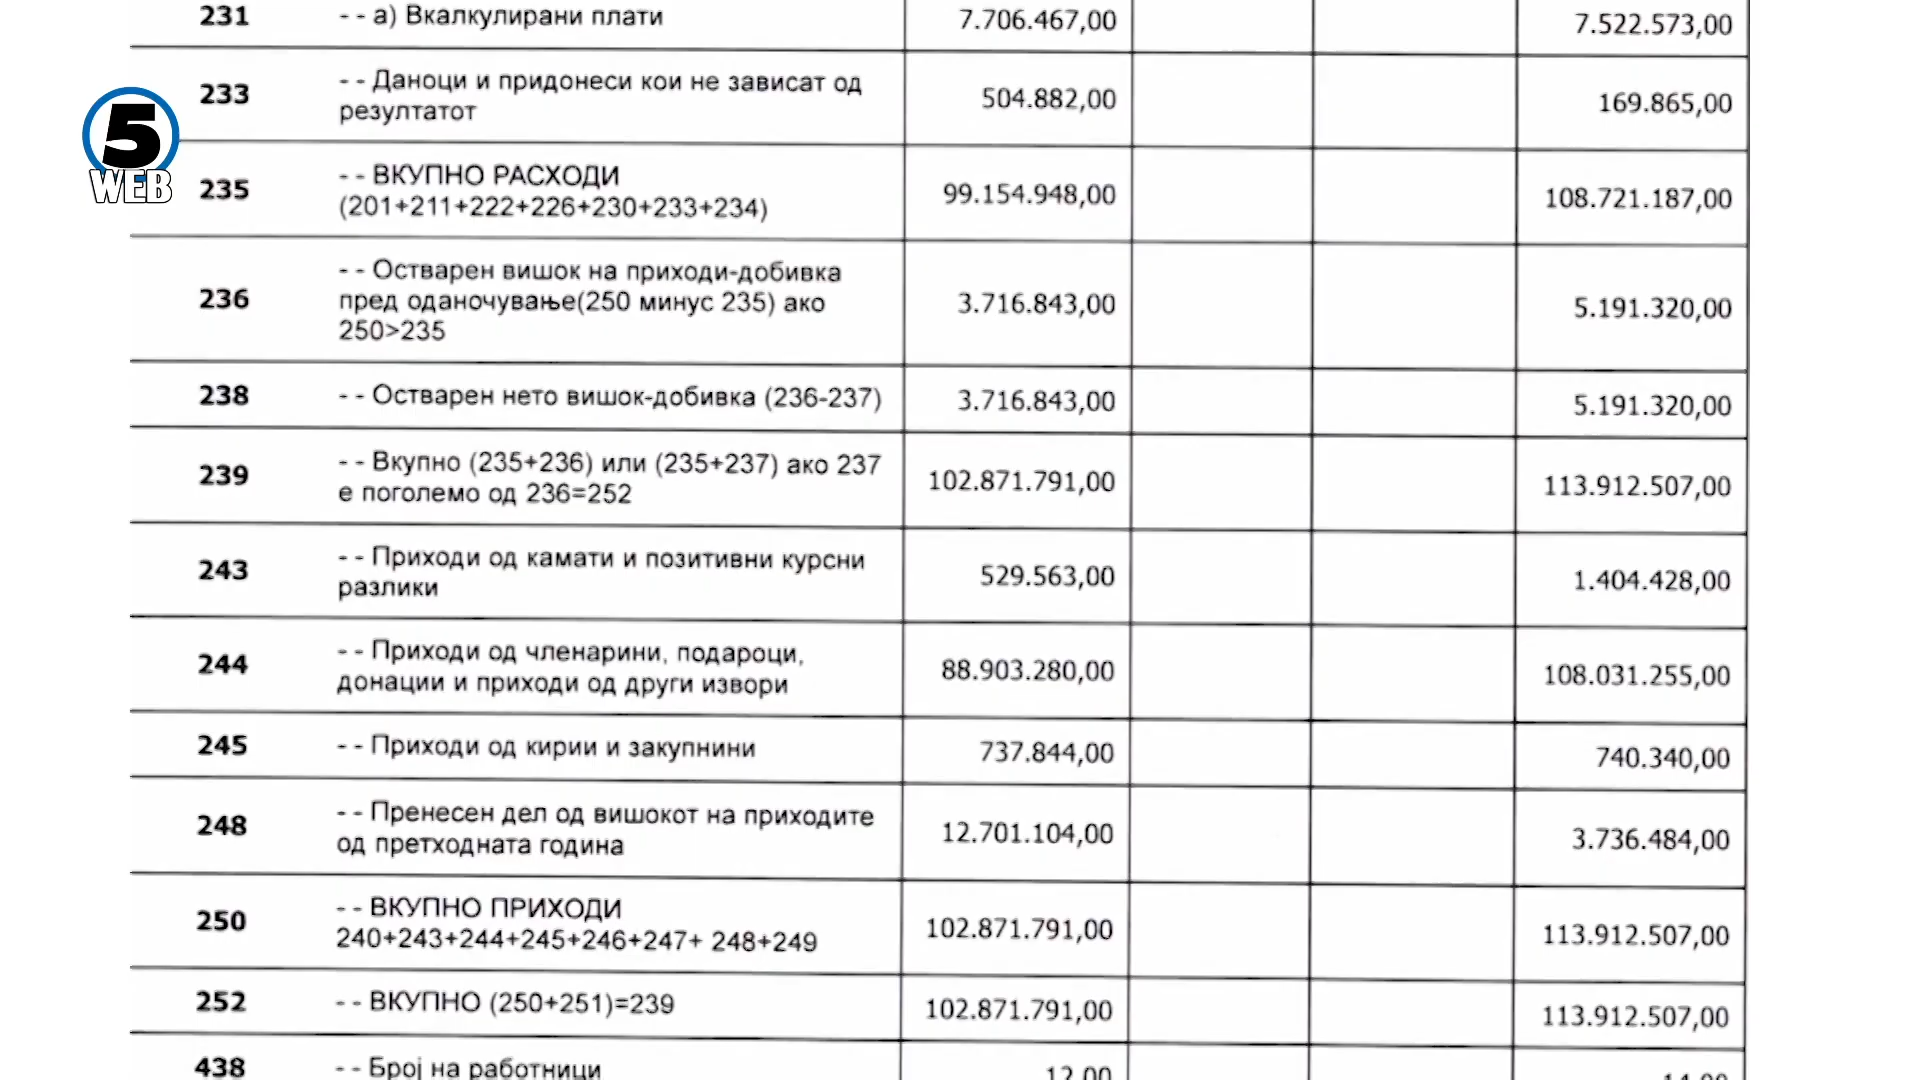 231 - - а) Вкалкулирани плати 7.706.467,00 7.522.573,00
233 - - Даноци и придонеси кои не зависат од
резултатот 504.882,00 169.865,00
5
WEB
235 - - ВКУПНО РАСХОДИ
(201+211+222+226+230+233+234) 99.154.948,00 108.721.187,00
236 - - Остварен вишок на приходи-добивка
пред оданочување(250 минус 235) ако
250>235 3.716.843,00 5.191.320,00
238 - - Остварен нето вишок-добивка (236-237) 3.716.843,00 5.191.320,00
239 - - Вкупно (235+236) или (235+237) ако 237
е поголемо од 236=252 102.871.791,00 113.912.507,00
243 - - Приходи од камати и позитивни курсни
разлики 529.563,00 1.404.428,00
244 - - Приходи од членарини, подароци,
донации и приходи од други извори 88.903.280,00 108.031.255,00
245 - - Приходи од кирии и закупнини 737.844,00 740.340,00
248 - - Пренесен дел од вишокот на приходите
од претходната година 12.701.104,00 3.736.484,00
250 - - ВКУПНО ПРИХОДИ
240+243+244+245+246+247+ 248+249 102.871.791,00 113.912.507,00
252 - - ВКУПНО (250+251)=239 102.871.791,00 113.912.507,00
438 - - Број на работници 12,00 14,00